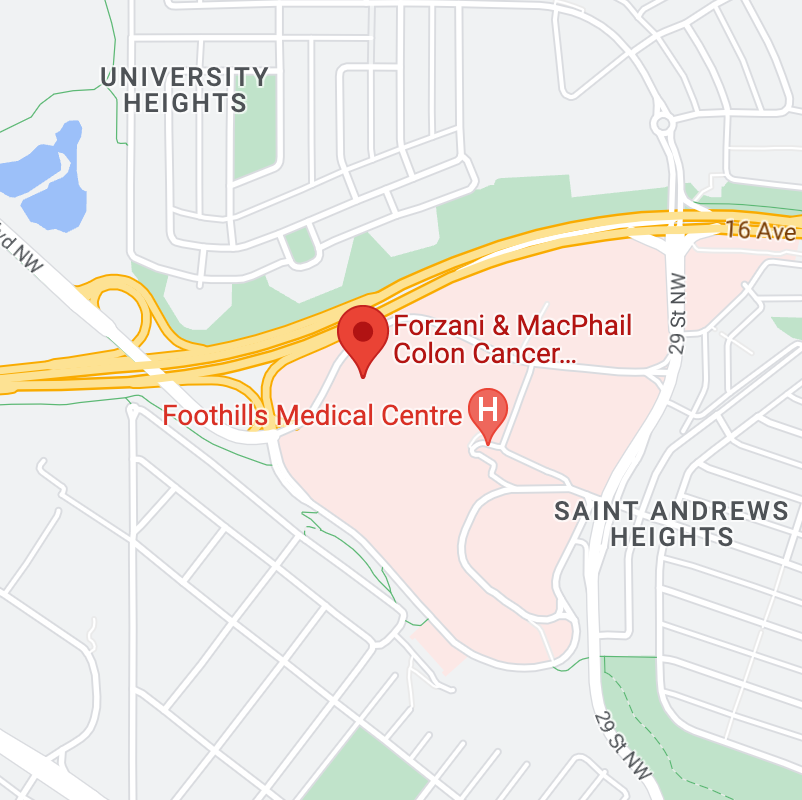 UNIVERSITY
HEIGHTS
16 Ave
29 St NW
Forzani & MacPhail
Colon Cancer...
Foothills Medical Centre
H
SAINT ANDREWS
HEIGHTS
29 St NW
vd NW